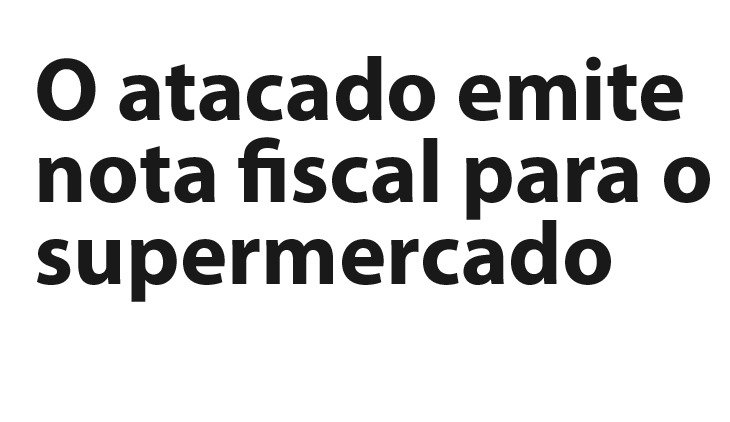 O atacado emite
nota fiscal para o
supermercado